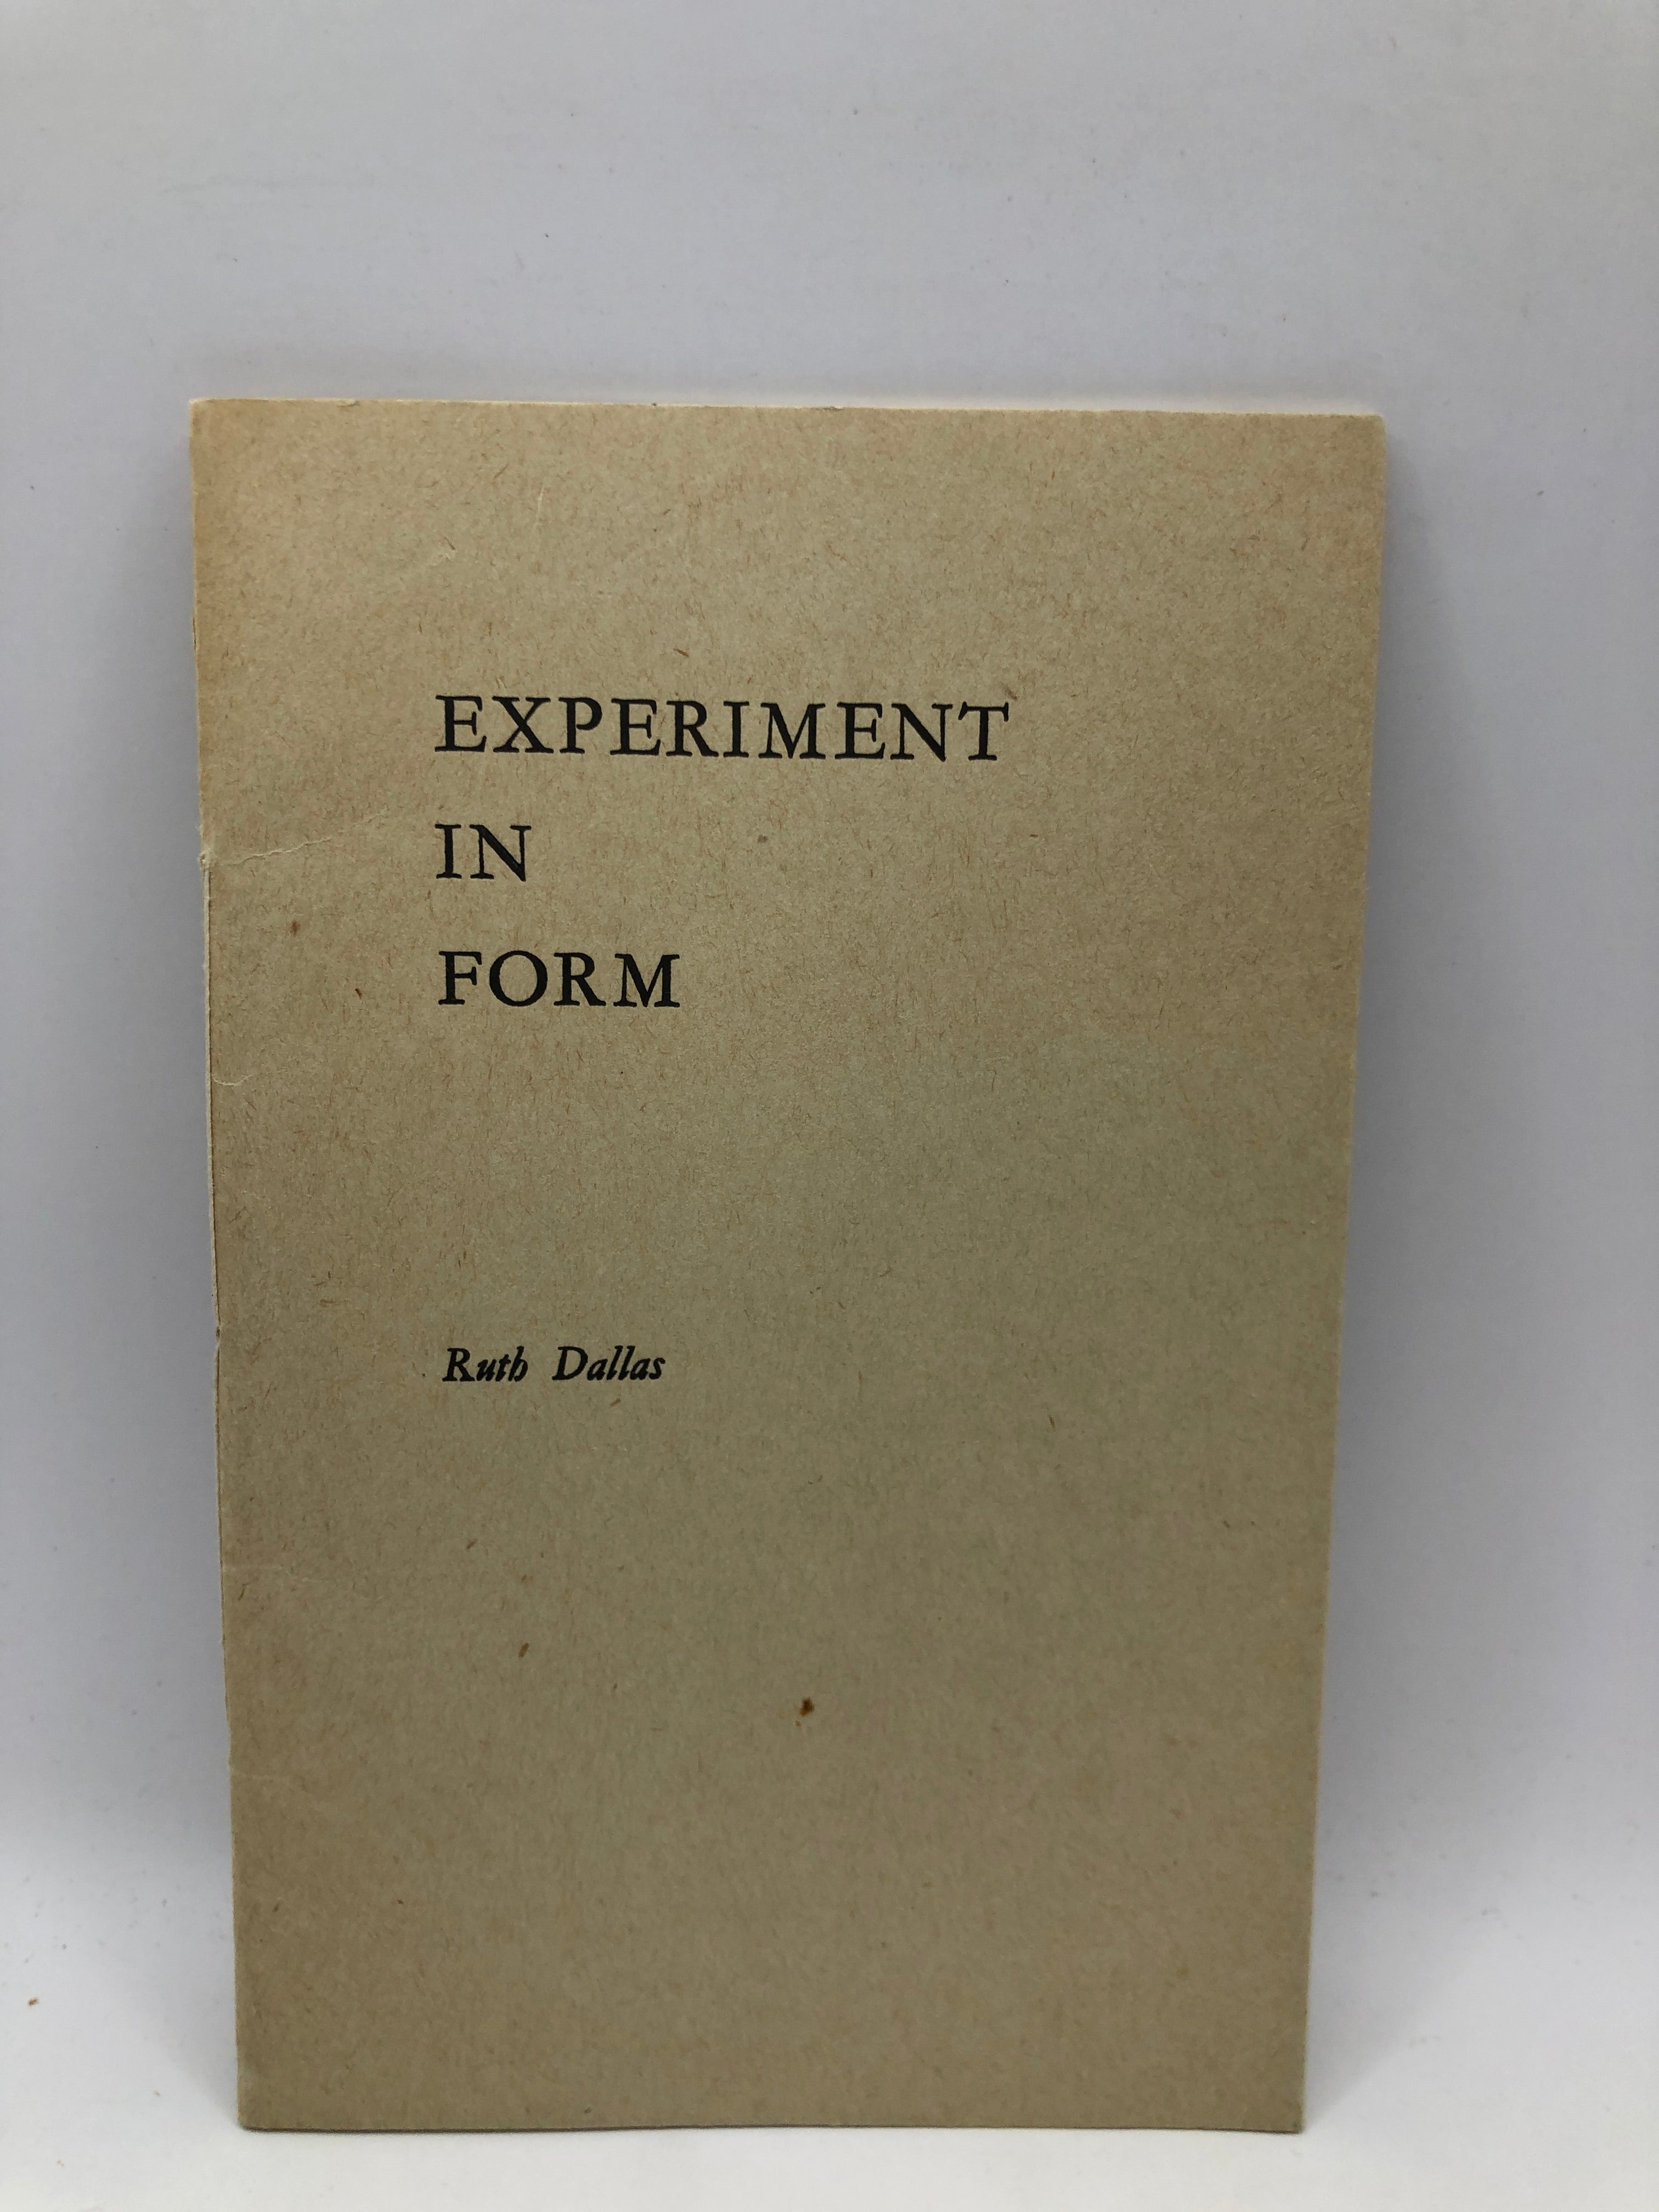 EXPERIMENT
IN
FORM
Ruth Dallas